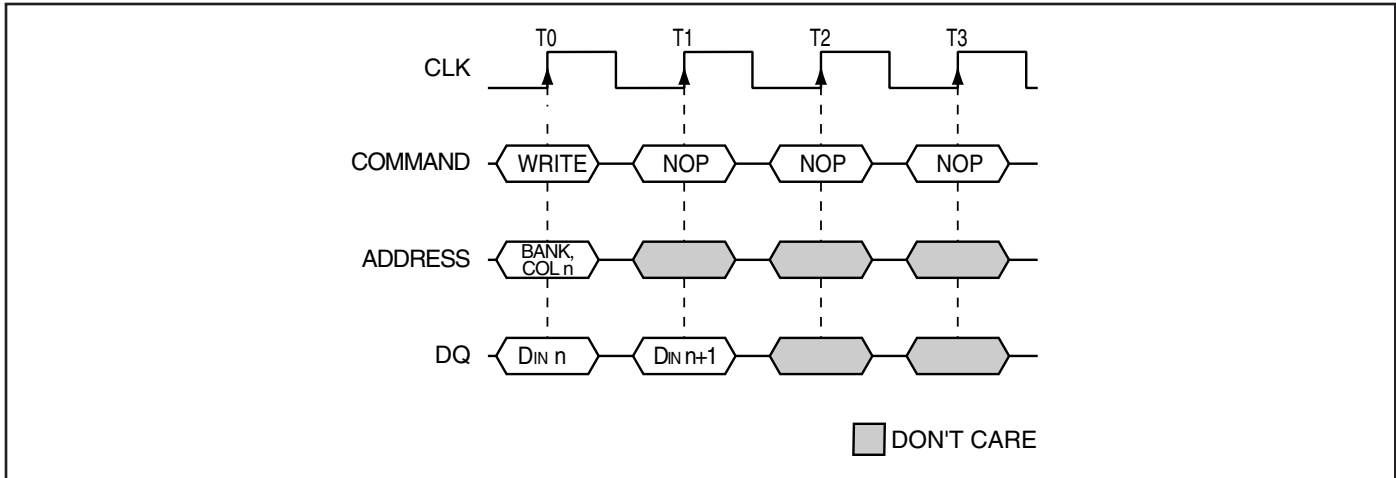 T0 T1 T2 T3
CLK
COMMAND WRITE NOP NOP NOP
ADDRESS BANK,
COL n
DQ DIN n DIN n+1
DON'T CARE